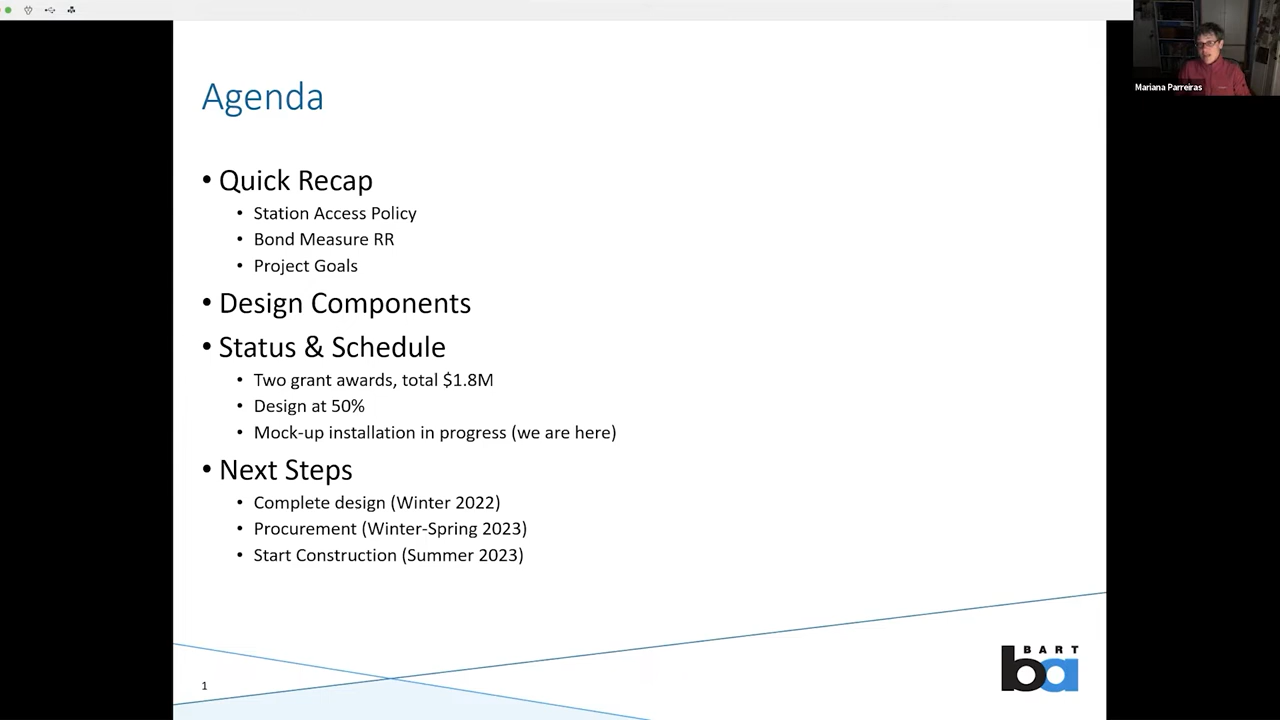 Mariana Parreiras
Agenda
• Quick Recap
• Station Access Policy
• Bond Measure RR
• Project Goals
• Design Components
• Status & Schedule
• Two grant awards, total $1.8M
• Design at 50%
• Mock-up installation in progress (we are here)
• Next Steps
• Complete design (Winter 2022)
• Procurement (Winter-Spring 2023)
• Start Construction (Summer 2023)
1
BART
ba